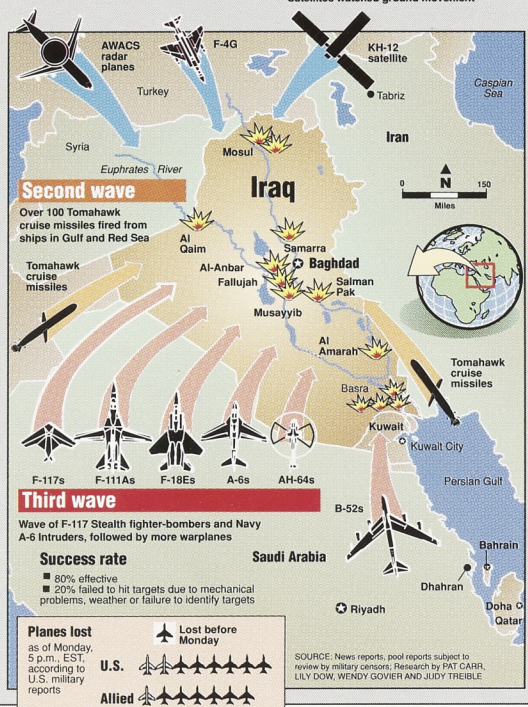 Satellites watched ground movement
AWACS
radar
planes
F-4G
KH-12
satellite
Caspian
Sea
Turkey
Tabriz
Syria
Iran
Mosul
Euphrates River
Iraq
N
0 150
Miles
Second wave
Over 100 Tomahawk
cruise missiles fired from
ships in Gulf and Red Sea
Al
Qaim
Samarra
Baghdad
Al-Anbar
Fallujah
Salman
Pak
Musayyib
Tomahawk
cruise
missiles
Al
Amarah
Tomahawk
cruise
missiles
Basra
Kuwait
Kuwait City
Persian Gulf
F-117s
F-111As
F-18Es
A-6s
AH-64s
B-52s
Third wave
Wave of F-117 Stealth fighter-bombers and Navy
A-6 Intruders, followed by more warplanes
Success rate
■ 80% effective
■ 20% failed to hit targets due to mechanical
problems, weather or failure to identify targets
Saudi Arabia
Bahrain
Dhahran
Riyadh
Doha
Qatar
Planes lost
as of Monday,
5 p.m., EST,
according to
U.S. military
reports
Lost before
Monday
U.S.
Allied
SOURCE: News reports, pool reports subject to
review by military censors; Research by PAT CARR,
LILY DOW, WENDY GOVIER AND JUDY TREIBLE